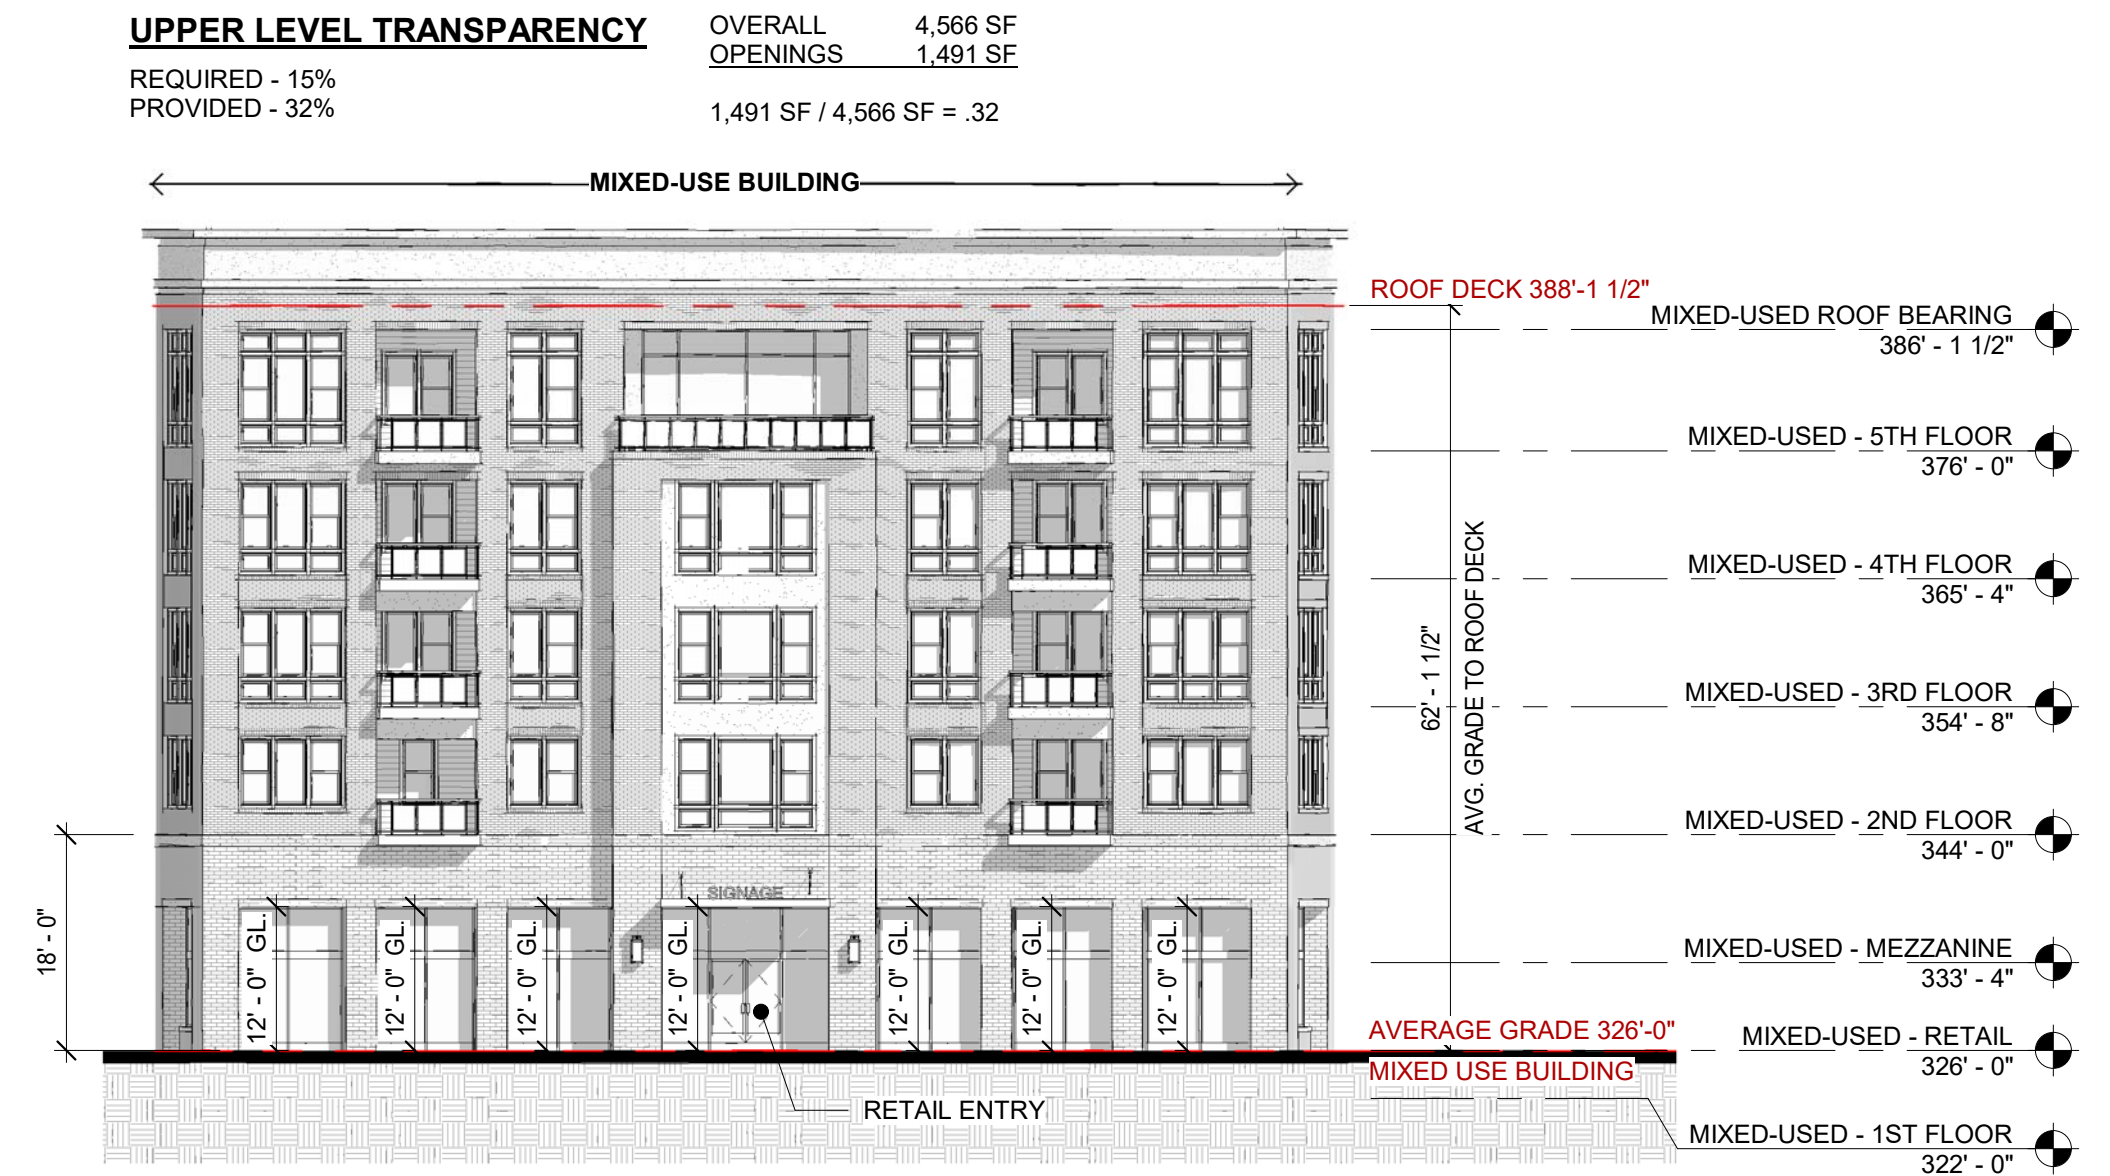 UPPER LEVEL TRANSPARENCY
REQUIRED - 15%
PROVIDED - 32%
OVERALL 4,566 SF
OPENINGS 1,491 SF
1,491 SF / 4,566 SF = .32
MIXED-USE BUILDING
ROOF DECK 388'-1 1/2"
MIXED-USED ROOF BEARING
386' - 1 1/2"
MIXED-USED - 5TH FLOOR
376' - 0"
MIXED-USED - 4TH FLOOR
365' - 4"
62' - 1 1/2"
AVG. GRADE TO ROOF DECK
MIXED-USED - 3RD FLOOR
354' - 8"
MIXED-USED - 2ND FLOOR
344' - 0"
18' - 0"
SIGNAGE
12' - 0" GL.
12' - 0" GL.
12' - 0" GL.
12' - 0" GL.
12' - 0" GL.
12' - 0" GL.
12' - 0" GL.
MIXED-USED - MEZZANINE
333' - 4"
AVERAGE GRADE 326'-0"
MIXED USE BUILDING
MIXED-USED - RETAIL
326' - 0"
RETAIL ENTRY
MIXED-USED - 1ST FLOOR
322' - 0"